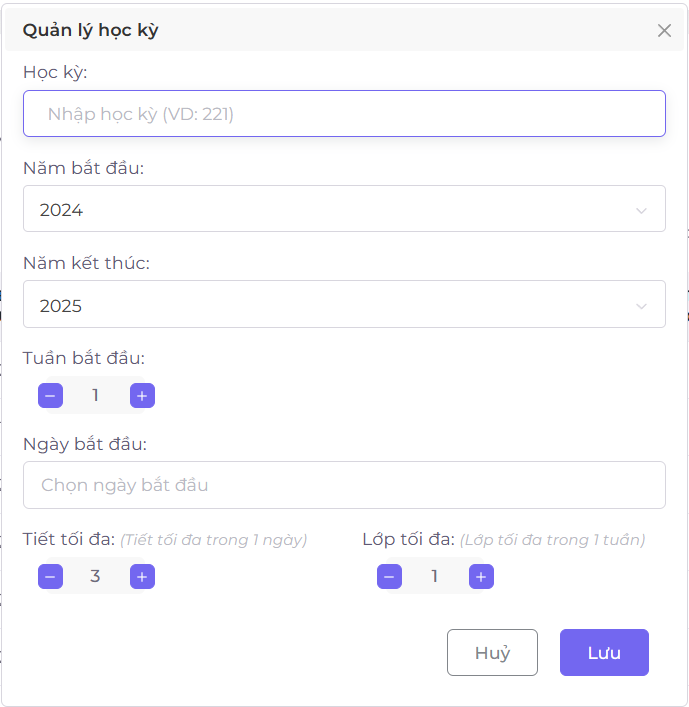 Quản lý học kỳ
Học kỳ:
Nhập học kỳ (VD: 221)
Năm bắt đầu:
2024
Năm kết thúc:
2025
Tuần bắt đầu:
1
Ngày bắt đầu:
Chọn ngày bắt đầu
Tiết tối đa: (Tiết tối đa trong 1 ngày) Lớp tối đa: (Lớp tối đa trong 1 tuần)
3 1
Huỷ Lưu